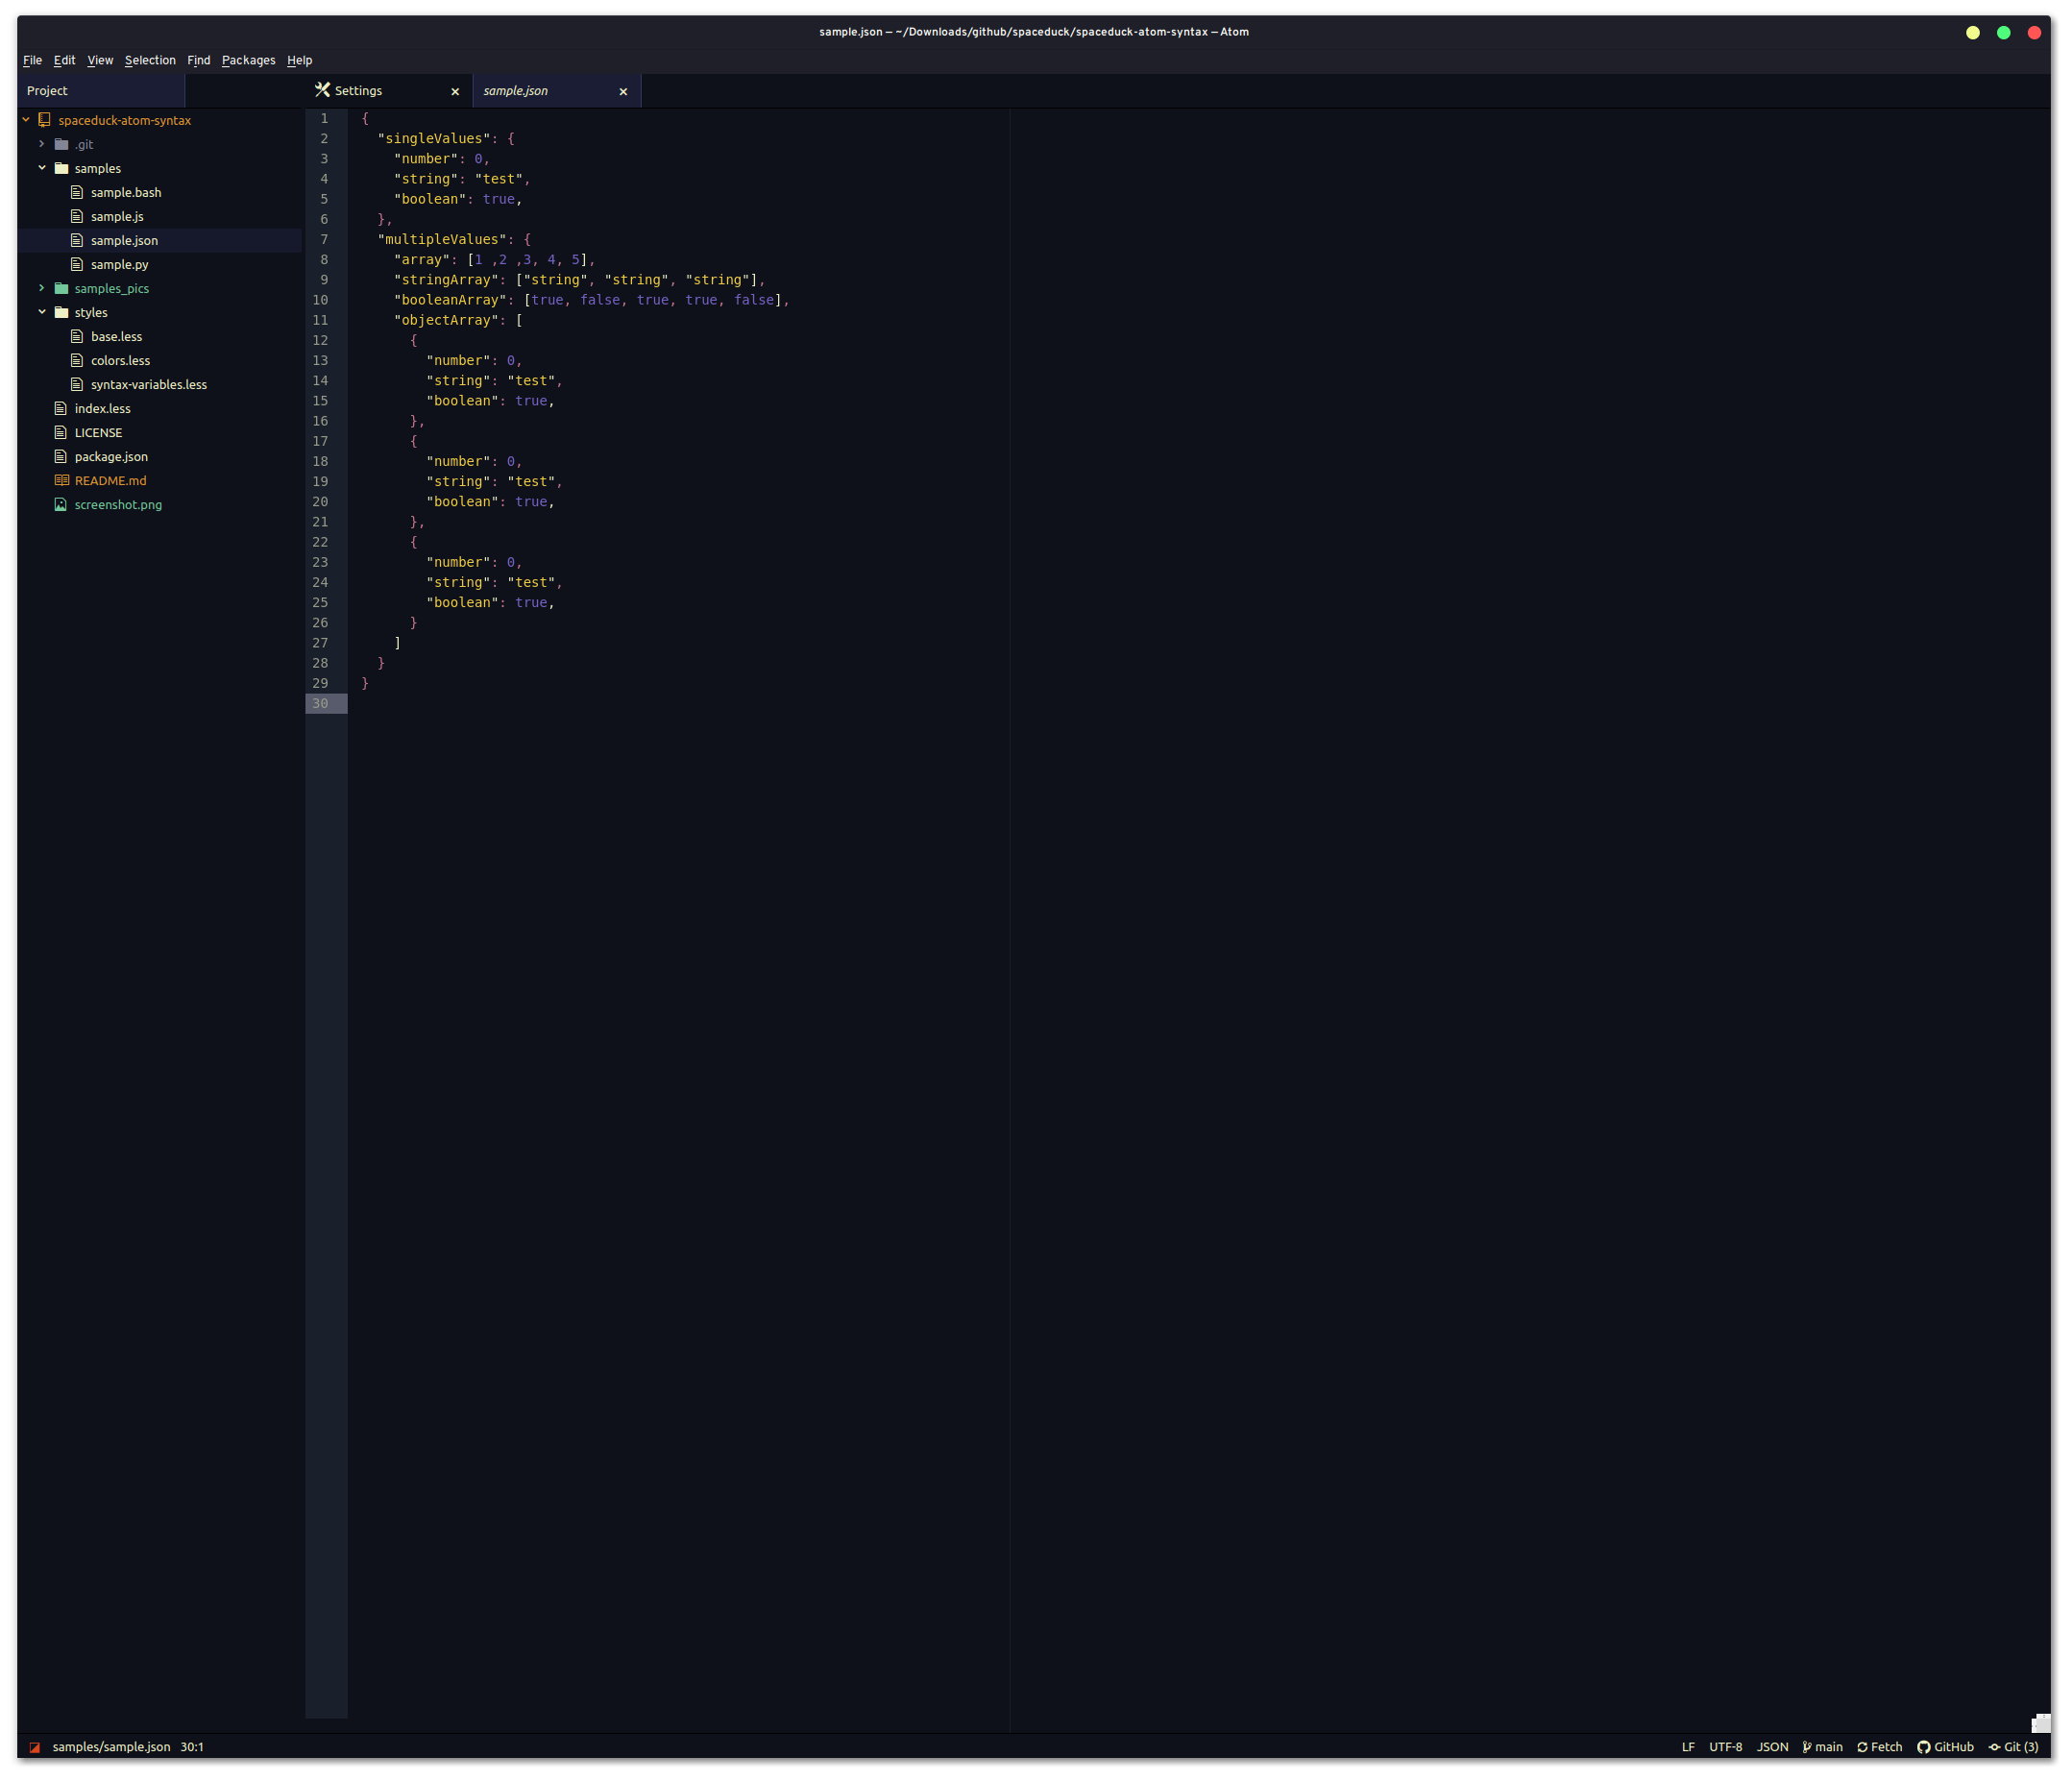 sample.json — ~/Downloads/github/spaceduck/spaceduck-atom-syntax — Atom
File Edit View Selection Find Packages Help
Project
Settings
sample.json
spaceduck-atom-syntax
.git
samples
sample.bash
sample.js
sample.json
sample.py
samples_pics
styles
base.less
colors.less
syntax-variables.less
index.less
LICENSE
package.json
README.md
screenshot.png
1 {
2   "singleValues": {
3     "number": 0,
4     "string": "test",
5     "boolean": true,
6   },
7   "multipleValues": {
8     "array": [1 ,2 ,3, 4, 5],
9     "stringArray": ["string", "string", "string"],
10     "booleanArray": [true, false, true, true, false],
11     "objectArray": [
12       {
13         "number": 0,
14         "string": "test",
15         "boolean": true,
16       },
17       {
18         "number": 0,
19         "string": "test",
20         "boolean": true,
21       },
22       {
23         "number": 0,
24         "string": "test",
25         "boolean": true,
26       }
27     ]
28   }
29 }
30
samples/sample.json 30:1
LF UTF-8 JSON main Fetch GitHub Git (3)